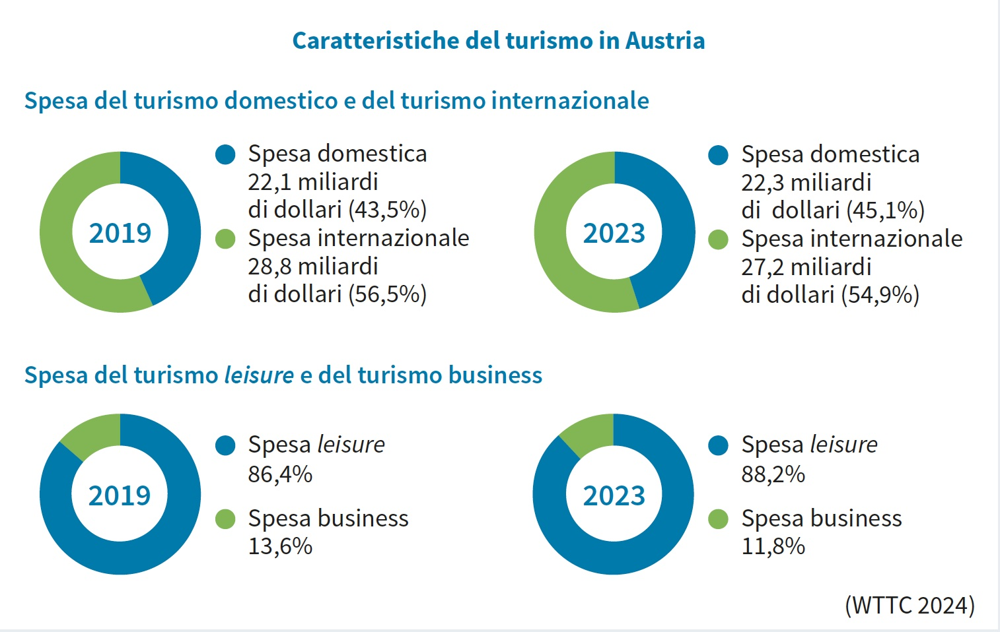 Caratteristiche del turismo in Austria
Spesa del turismo domestico e del turismo internazionale
2019
Spesa domestica
22,1 miliardi
di dollari (43,5%)
Spesa internazionale
28,8 miliardi
di dollari (56,5%)
2023
Spesa domestica
22,3 miliardi
di dollari (45,1%)
Spesa internazionale
27,2 miliardi
di dollari (54,9%)
Spesa del turismo leisure e del turismo business
2019
Spesa leisure
86,4%
Spesa business
13,6%
2023
Spesa leisure
88,2%
Spesa business
11,8%
(WTTC 2024)